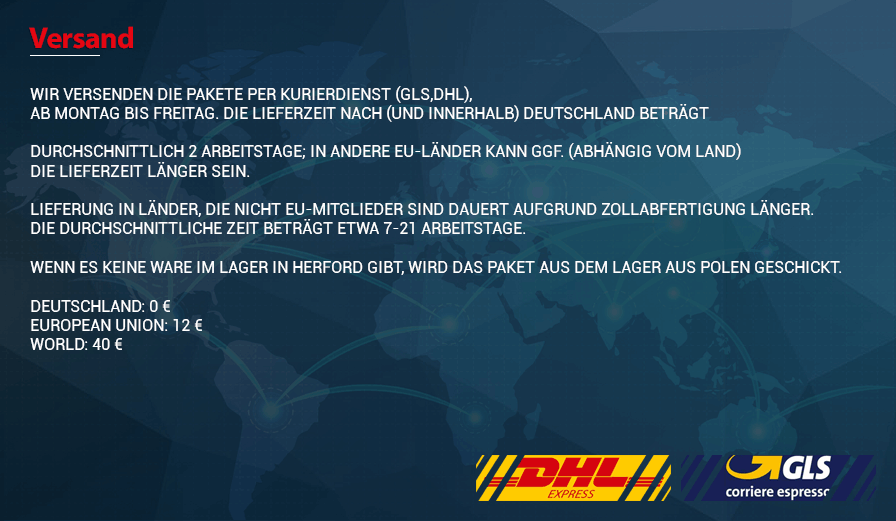 Versand
WIR VERSENDEN DIE PAKETE PER KURIERDIENST (GLS,DHL),
AB MONTAG BIS FREITAG. DIE LIEFERZEIT NACH (UND INNERHALB) DEUTSCHLAND BETRÄGT
DURCHSCHNITTLICH 2 ARBEITSTAGE; IN ANDERE EU-LÄNDER KANN GGF. (ABHÄNGIG VOM LAND)
DIE LIEFERZEIT LÄNGER SEIN.
LIEFERUNG IN LÄNDER, DIE NICHT EU-MITGLIEDER SIND DAUERT AUFGRUND ZOLLABFERTIGUNG LÄNGER.
DIE DURCHSCHNITTLICHE ZEIT BETRÄGT ETWA 7-21 ARBEITSTAGE.
WENN ES KEINE WARE IM LAGER IN HERFORD GIBT, WIRD DAS PAKET AUS DEM LAGER AUS POLEN GESCHICKT.
DEUTSCHLAND: 0 €
EUROPEAN UNION: 12 €
WORLD: 40 €
DHL
EXPRESS
GLS
corriere espresso